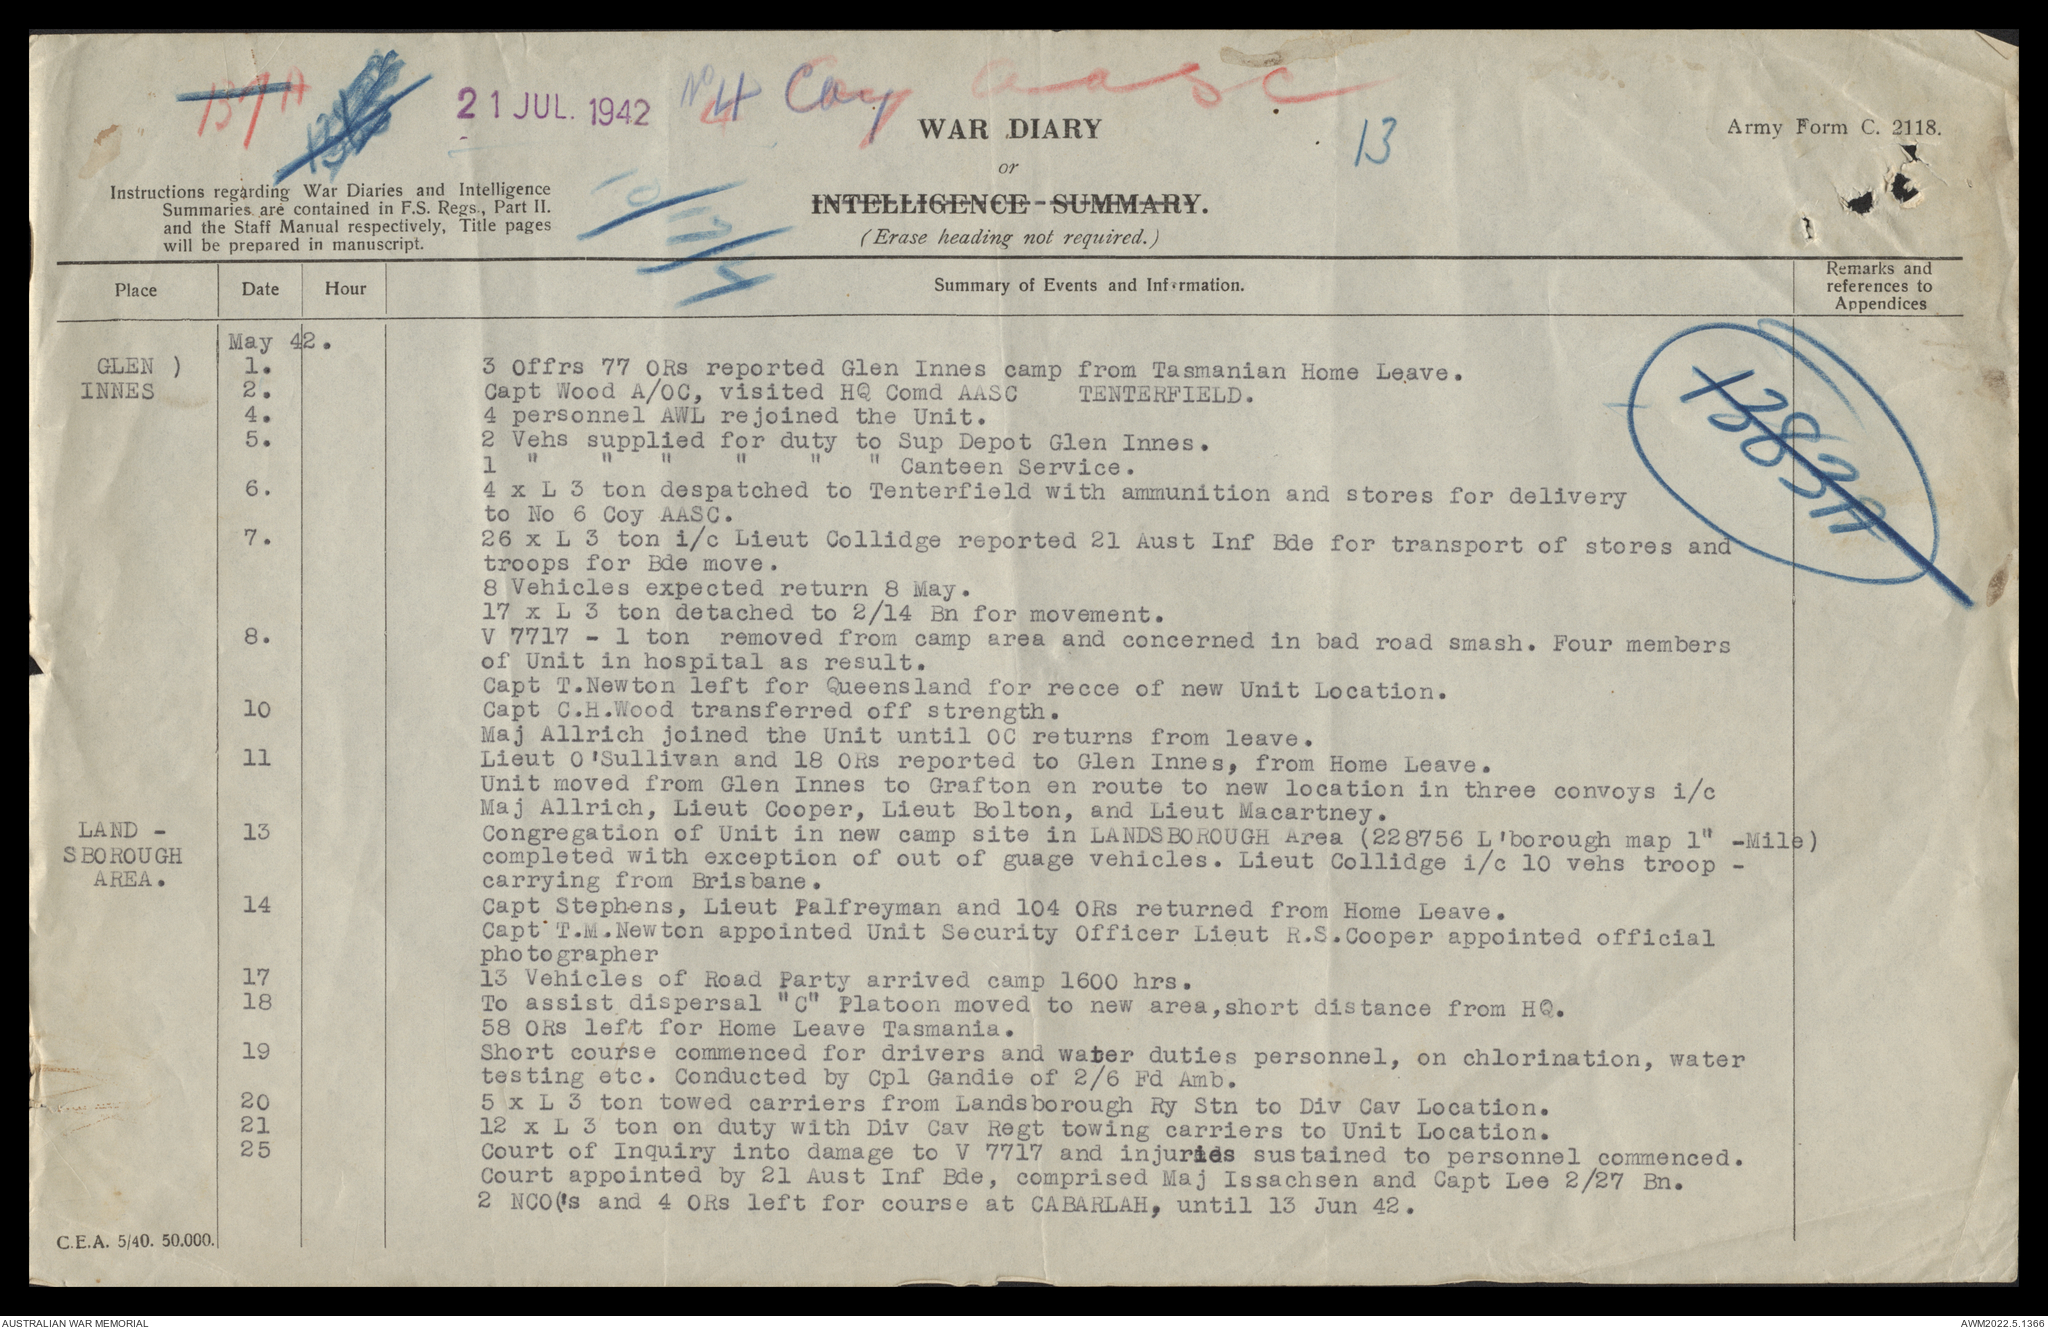 137A
21 JUL. 1942
No 4 Coy aasc
WAR DIARY
or
INTELLIGENCE SUMMARY.
(Erase heading not required.)
13
Army Form C. 2118.
Instructions regarding War Diaries and Intelligence
Summaries are contained in F.S. Regs., Part II.
and the Staff Manual respectively, Title pages
will be prepared in manuscript.
10/13/4
Place Date Hour Summary of Events and Information. Remarks and
references to
Appendices
138 3A
May 42.
GLEN ) 1. 3 Offrs 77 ORs reported Glen Innes camp from Tasmanian Home Leave.
INNES 2. Capt Wood A/OC, visited HQ Comd AASC TENTERFIELD.
4. 4 personnel AWL rejoined the Unit.
5. 2 Vehs supplied for duty to Sup Depot Glen Innes.
1 " " " " " " Canteen Service.
6. 4 x L 3 ton despatched to Tenterfield with ammunition and stores for delivery
to No 6 Coy AASC.
7. 26 x L 3 ton i/c Lieut Collidge reported 21 Aust Inf Bde for transport of stores and
troops for Bde move.
8 Vehicles expected return 8 May.
17 x L 3 ton detached to 2/14 Bn for movement.
8. V 7717 - 1 ton removed from camp area and concerned in bad road smash. Four members
of Unit in hospital as result.
Capt T.Newton left for Queensland for recce of new Unit Location.
10 Capt C.H.Wood transferred off strength.
Maj Allrich joined the Unit until OC returns from leave.
11 Lieut O'Sullivan and 18 ORs reported to Glen Innes, from Home Leave.
Unit moved from Glen Innes to Grafton en route to new location in three convoys i/c
Maj Allrich, Lieut Cooper, Lieut Bolton, and Lieut Macartney.
LAND - 13 Congregation of Unit in new camp site in LANDSBOROUGH Area (228756 L'borough map 1" -Mile)
SBOROUGH completed with exception of out of guage vehicles. Lieut Collidge i/c 10 vehs troop -
AREA. carrying from Brisbane.
14 Capt Stephens, Lieut Palfreyman and 104 ORs returned from Home Leave.
Capt T.M.Newton appointed Unit Security Officer Lieut R.S.Cooper appointed official
photographer
17 13 Vehicles of Road Party arrived camp 1600 hrs.
18 To assist dispersal "C" Platoon moved to new area,short distance from HQ.
58 ORs left for Home Leave Tasmania.
19 Short course commenced for drivers and water duties personnel, on chlorination, water
testing etc. Conducted by Cpl Gandie of 2/6 Fd Amb.
20 5 x L 3 ton towed carriers from Landsborough Ry Stn to Div Cav Location.
21 12 x L 3 ton on duty with Div Cav Regt towing carriers to Unit Location.
25 Court of Inquiry into damage to V 7717 and injuries sustained to personnel commenced.
Court appointed by 21 Aust Inf Bde, comprised Maj Issachsen and Capt Lee 2/27 Bn.
2 NCO('s and 4 ORs left for course at CABARLAH, until 13 Jun 42.
C.E.A. 5/40. 50.000.
AUSTRALIAN WAR MEMORIAL
AWM2022.5.1366